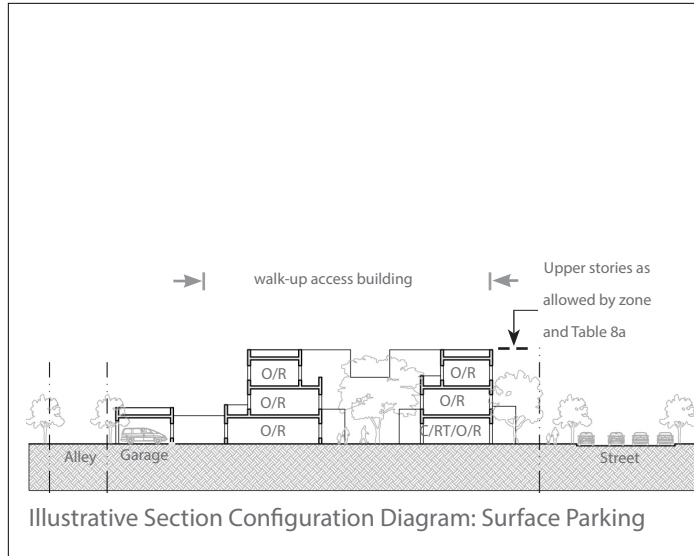 walk-up access building
Upper stories as
allowed by zone
and Table 8a
O/R
O/R
O/R
O/R
O/R
C/RT/O/R
Alley
Garage
Street
Illustrative Section Configuration Diagram: Surface Parking